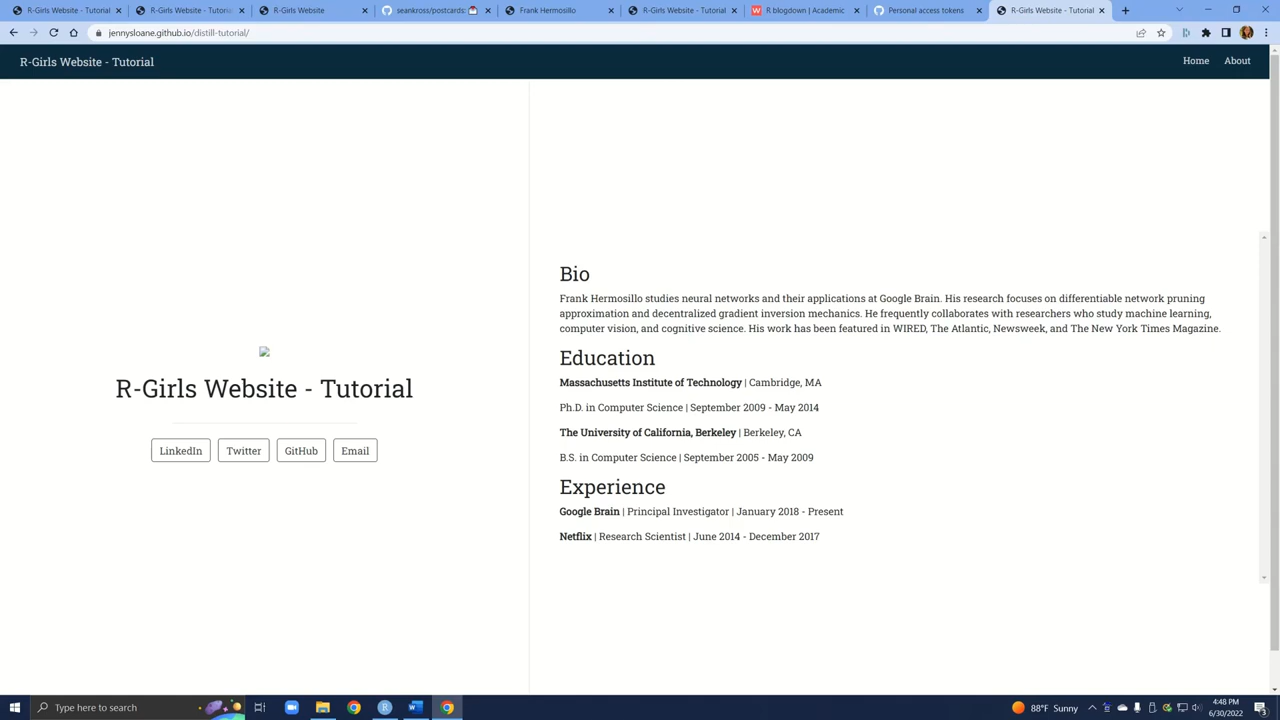 R-Girls Website - Tutorial
R-Girls Website - Tutoria
R-Girls Website
seankross/postcards:
Frank Hermosillo
R-Girls Website - Tutorial
R blogdown | Academic
Personal access tokens
R-Girls Website - Tutorial
jennysloane.github.io/distill-tutorial/
R-Girls Website - Tutorial
Home
About
R-Girls Website - Tutorial
LinkedIn
Twitter
GitHub
Email
Bio
Frank Hermosillo studies neural networks and their applications at Google Brain. His research focuses on differentiable network pruning
approximation and decentralized gradient inversion mechanics. He frequently collaborates with researchers who study machine learning,
computer vision, and cognitive science. His work has been featured in WIRED, The Atlantic, Newsweek, and The New York Times Magazine.
Education
Massachusetts Institute of Technology | Cambridge, MA
Ph.D. in Computer Science | September 2009 - May 2014
The University of California, Berkeley | Berkeley, CA
B.S. in Computer Science | September 2005 - May 2009
Experience
Google Brain | Principal Investigator | January 2018 - Present
Netflix | Research Scientist | June 2014 - December 2017
Type here to search
88°F Sunny
4:48 PM
6/30/2022